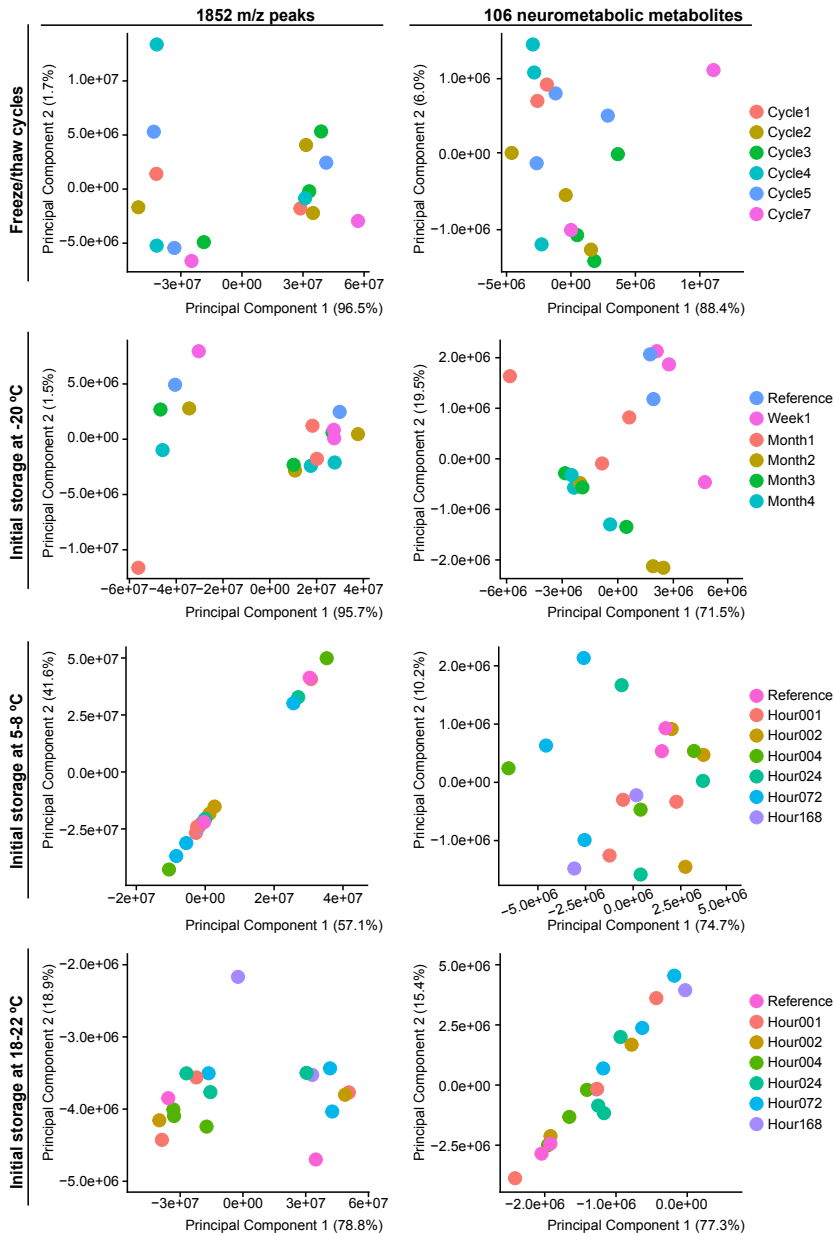 1852 m/z peaks
106 neurometabolic metabolites
Freeze/thaw cycles
Principal Component 2 (1.7%)
1.0e+07
5.0e+06
0.0e+00
−5.0e+06
−3e+07 0e+00 3e+07 6e+07
Principal Component 1 (96.5%)
Principal Component 2 (6.0%)
1.0e+06
0.0e+00
−1.0e+06
−5e+06 0e+00 5e+06 1e+07
Principal Component 1 (88.4%)
Cycle1
Cycle2
Cycle3
Cycle4
Cycle5
Cycle7
Initial storage at -20 ºC
Principal Component 2 (1.5%)
5.0e+06
0.0e+00
−5.0e+06
−1.0e+07
−6e+07 −4e+07 −2e+07 0e+00 2e+07 4e+07
Principal Component 1 (95.7%)
Principal Component 2 (19.5%)
2.0e+06
1.0e+06
0.0e+00
−1.0e+06
−2.0e+06
−6e+06 −3e+06 0e+00 3e+06 6e+06
Principal Component 1 (71.5%)
Reference
Week1
Month1
Month2
Month3
Month4
Initial storage at 5-8 ºC
Principal Component 2 (41.6%)
5.0e+07
2.5e+07
0.0e+00
−2.5e+07
−2e+07 0e+00 2e+07 4e+07
Principal Component 1 (57.1%)
Principal Component 2 (10.2%)
2.0e+06
1.0e+06
0.0e+00
−1.0e+06
−5.0e+06 −2.5e+06 0.0e+00 2.5e+06 5.0e+06
Principal Component 1 (74.7%)
Reference
Hour001
Hour002
Hour004
Hour024
Hour072
Hour168
Initial storage at 18-22 ºC
Principal Component 2 (18.9%)
−2.0e+06
−3.0e+06
−4.0e+06
−5.0e+06
−3e+07 0e+00 3e+07 6e+07
Principal Component 1 (78.8%)
Principal Component 2 (15.4%)
5.0e+06
2.5e+06
0.0e+00
−2.5e+06
−2.0e+06 −1.0e+06 0.0e+00
Principal Component 1 (77.3%)
Reference
Hour001
Hour002
Hour004
Hour024
Hour072
Hour168